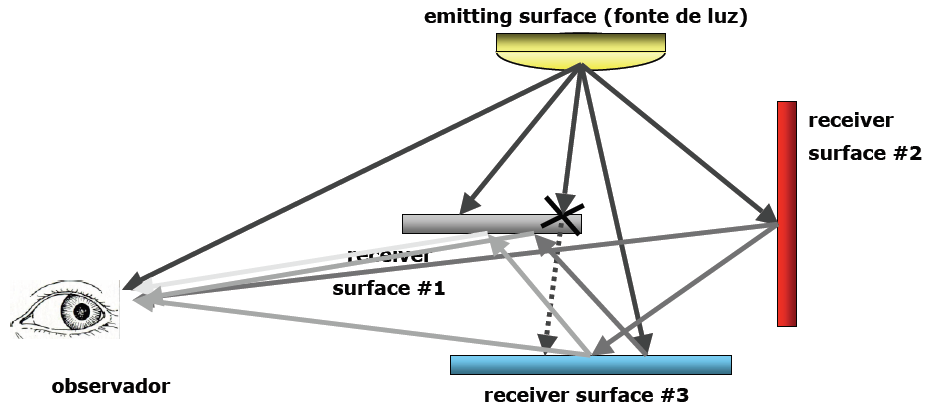 emitting surface (fonte de luz)
receiver
surface #2
receiver
surface #1
observador
receiver surface #3